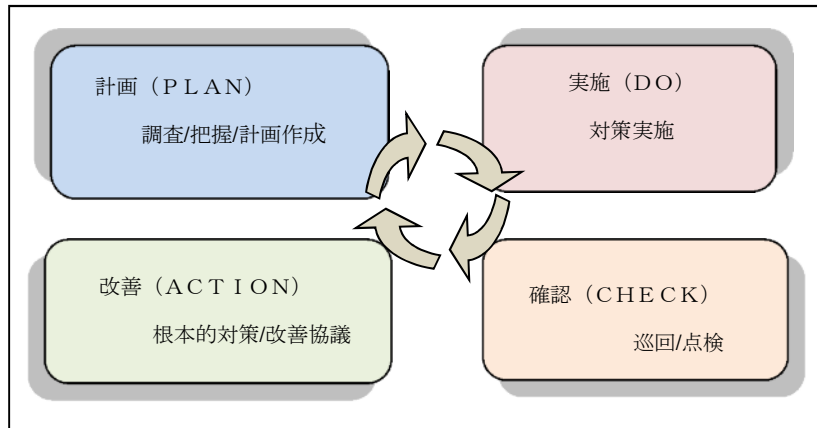 計画（ＰＬＡＮ）
調査/把握/計画作成
実施（ＤＯ）
対策実施
改善（ＡＣＴＩＯＮ）
根本的対策/改善協議
確認（ＣＨＥＣＫ）
巡回/点検